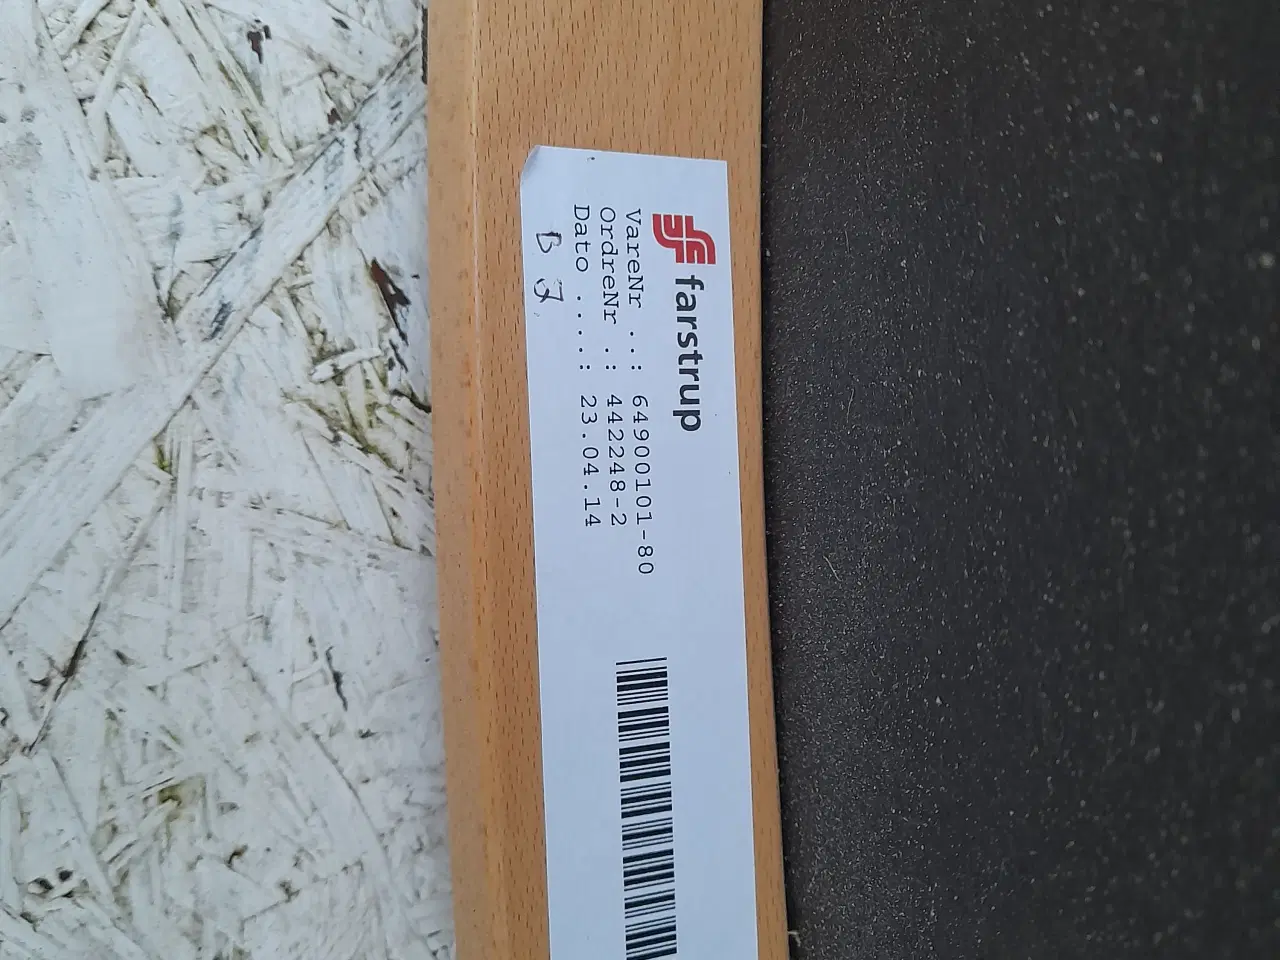 farstrup
VareNr ..: 64900101-80
OrdreNr .: 442248-2
Dato ....: 23.04.14
B J